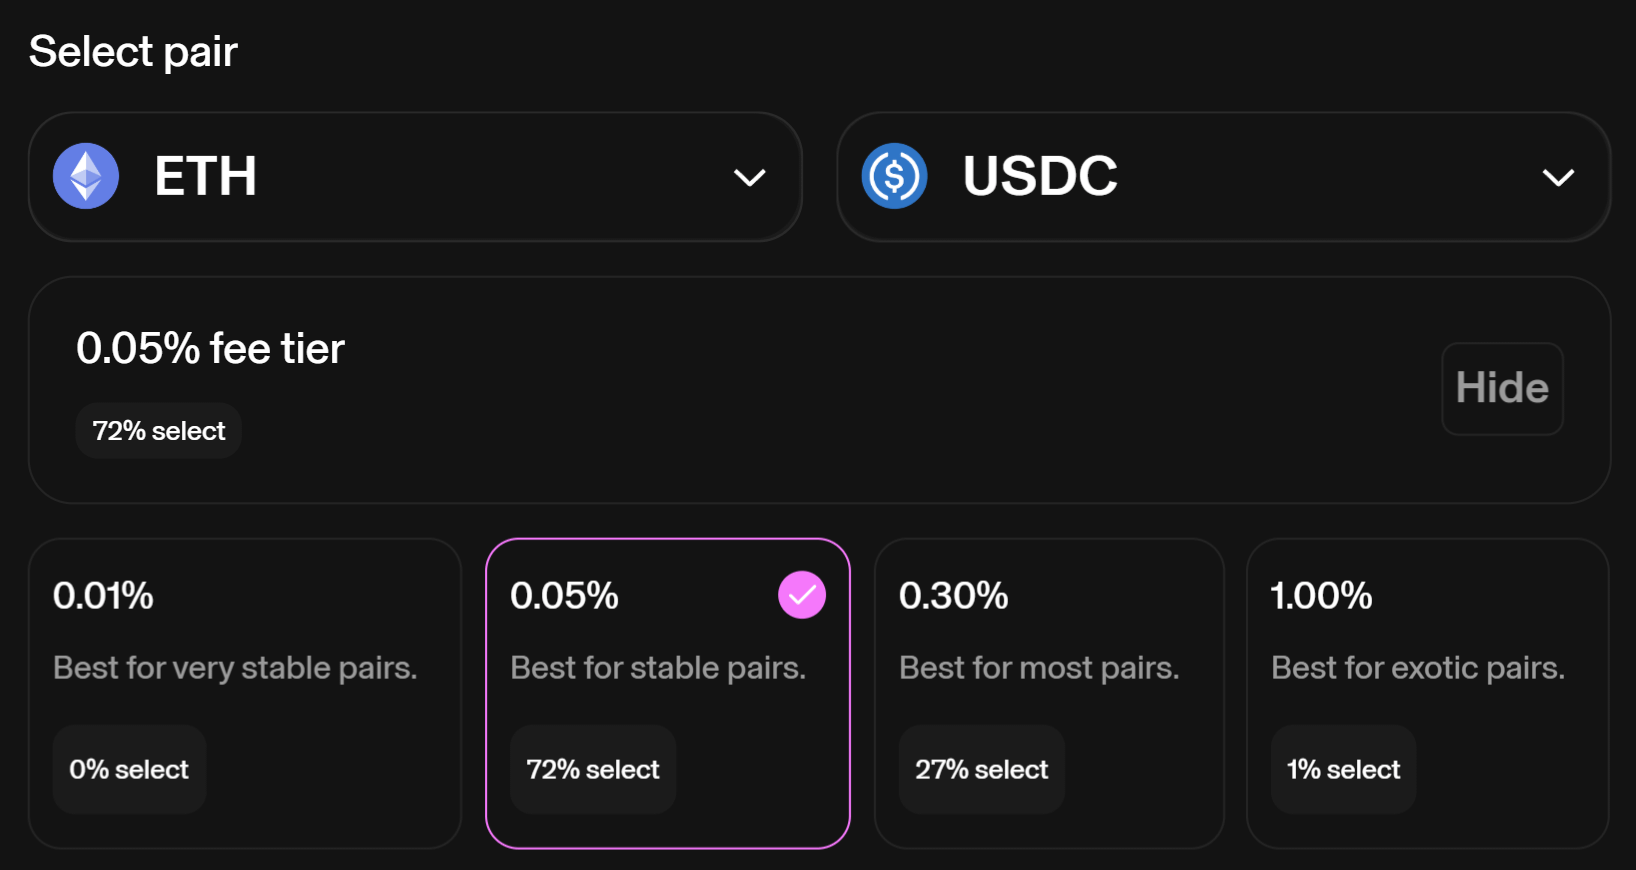 Select pair
ETH
USDC
0.05% fee tier
Hide
72% select
0.01%
Best for very stable pairs.
0% select
0.05%
Best for stable pairs.
72% select
0.30%
Best for most pairs.
27% select
1.00%
Best for exotic pairs.
1% select